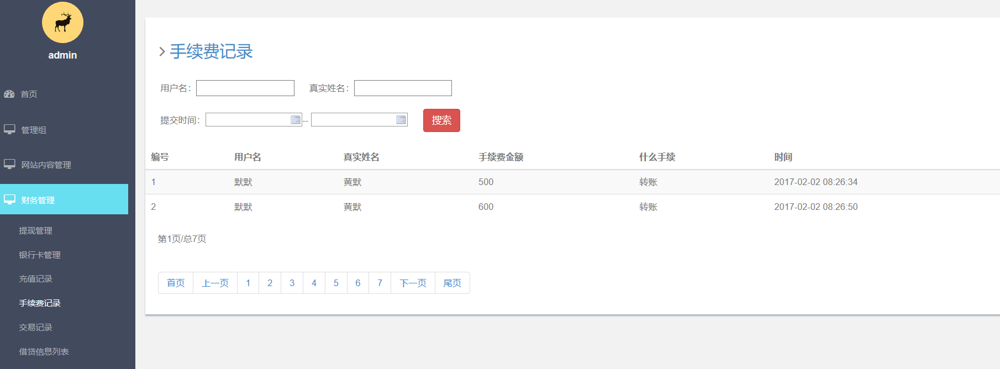 admin
首页
管理组
网站内容管理
财务管理
提现管理
银行卡管理
充值记录
手续费记录
交易记录
借贷信息列表
> 手续费记录
用户名: 真实姓名:
提交时间: -- 搜索
编号 用户名 真实姓名 手续费金额 什么手续 时间
1 默默 黄默 500 转账 2017-02-02 08:26:34
2 默默 黄默 600 转账 2017-02-02 08:26:50
第1页/总7页
首页 上一页 1 2 3 4 5 6 7 下一页 尾页